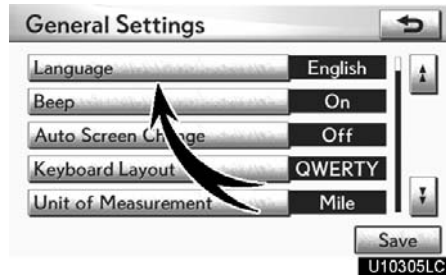 General Settings
Language English
Beep On
Auto Screen Change Off
Keyboard Layout QWERTY
Unit of Measurement Mile
Save
U10305LC